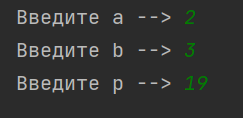 Введите a --> 2
Введите b --> 3
Введите p --> 19